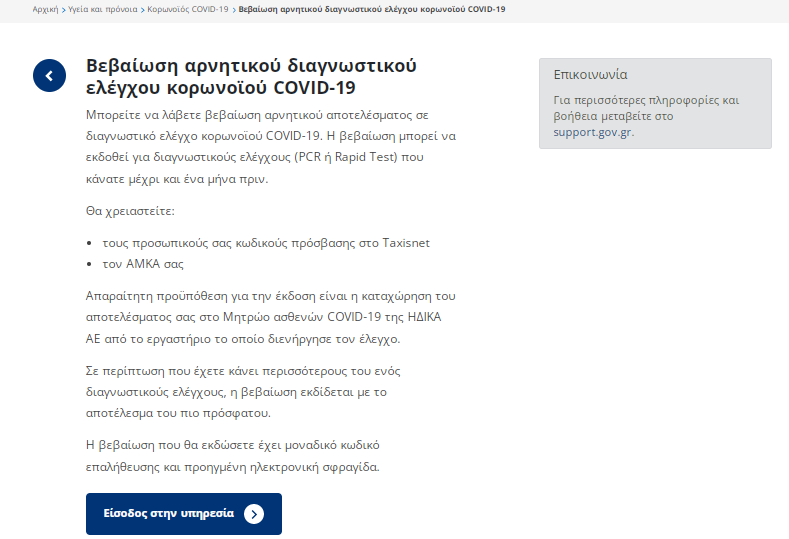 Αρχική > Υγεία και πρόνοια > Κορωνοϊός COVID-19 > Βεβαίωση αρνητικού διαγνωστικού ελέγχου κορωνοϊού COVID-19
Βεβαίωση αρνητικού διαγνωστικού
ελέγχου κορωνοϊού COVID-19
Μπορείτε να λάβετε βεβαίωση αρνητικού αποτελέσματος σε
διαγνωστικό ελέγχο κορωνοϊού COVID-19. Η βεβαίωση μπορεί να
εκδοθεί για διαγνωστικούς ελέγχους (PCR ή Rapid Test) που
κάνατε μέχρι και ένα μήνα πριν.
Θα χρειαστείτε:
• τους προσωπικούς σας κωδικούς πρόσβασης στο Taxisnet
• τον ΑΜΚΑ σας
Απαραίτητη προϋπόθεση για την έκδοση είναι η καταχώρηση του
αποτελέσματος σας στο Μητρώο ασθενών COVID-19 της ΗΔΙΚΑ
ΑΕ από το εργαστήριο το οποίο διενήργησε τον έλεγχο.
Σε περίπτωση που έχετε κάνει περισσότερους του ενός
διαγνωστικούς ελέγχους, η βεβαίωση εκδίδεται με το
αποτέλεσμα του πιο πρόσφατου.
Η βεβαίωση που θα εκδώσετε έχει μοναδικό κωδικό
επαλήθευσης και προηγμένη ηλεκτρονική σφραγίδα.
Είσοδος στην υπηρεσία
Επικοινωνία
Για περισσότερες πληροφορίες και
βοήθεια μεταβείτε στο
support.gov.gr.